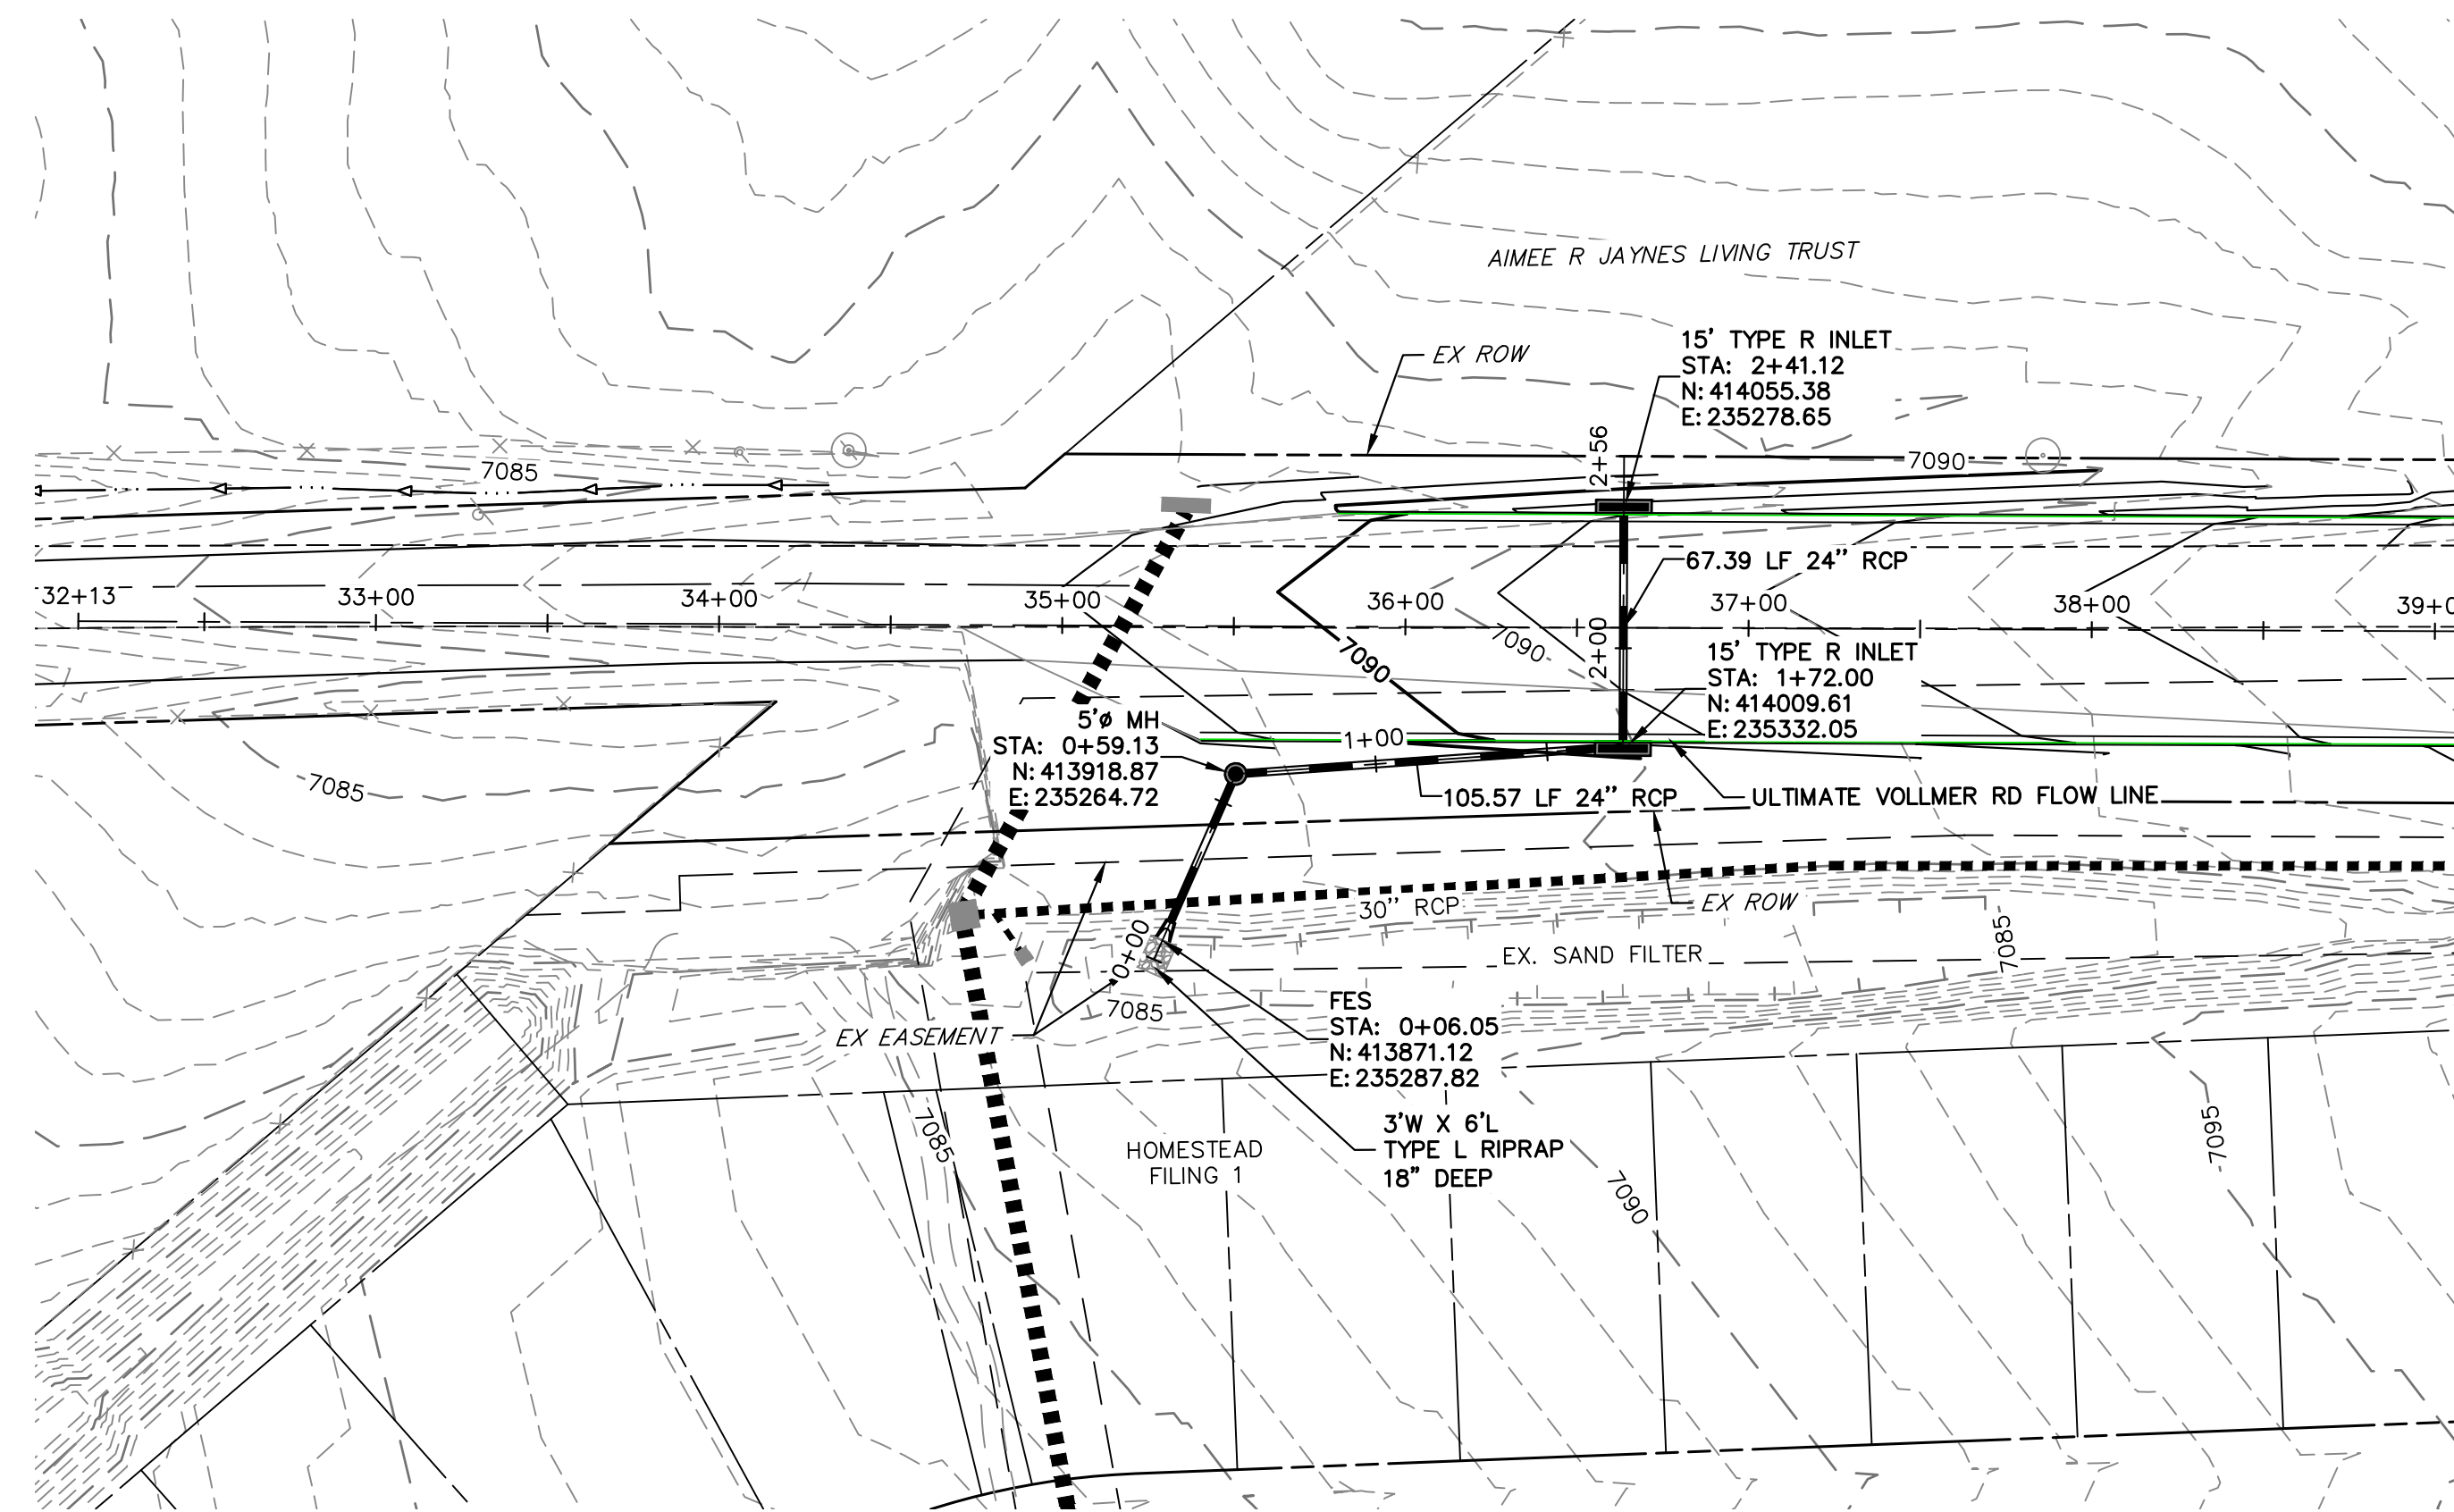 AIMEE R JAYNES LIVING TRUST
EX ROW
15' TYPE R INLET
STA: 2+41.12
N: 414055.38
E: 235278.65
2+56
7085
7090
67.39 LF 24" RCP
32+13
33+00
34+00
35+00
36+00
37+00
38+00
39+0
7090
7090
2+00
15' TYPE R INLET
STA: 1+72.00
N: 414009.61
E: 235332.05
5'ø MH
STA: 0+59.13
N: 413918.87
E: 235264.72
1+00
7085
105.57 LF 24" RCP
ULTIMATE VOLLMER RD FLOW LINE
30" RCP
EX ROW
0+00
EX. SAND FILTER
7085
7085
EX EASEMENT
FES
STA: 0+06.05
N: 413871.12
E: 235287.82
3'W X 6'L
TYPE L RIPRAP
18" DEEP
7085
HOMESTEAD
FILING 1
7090
7095